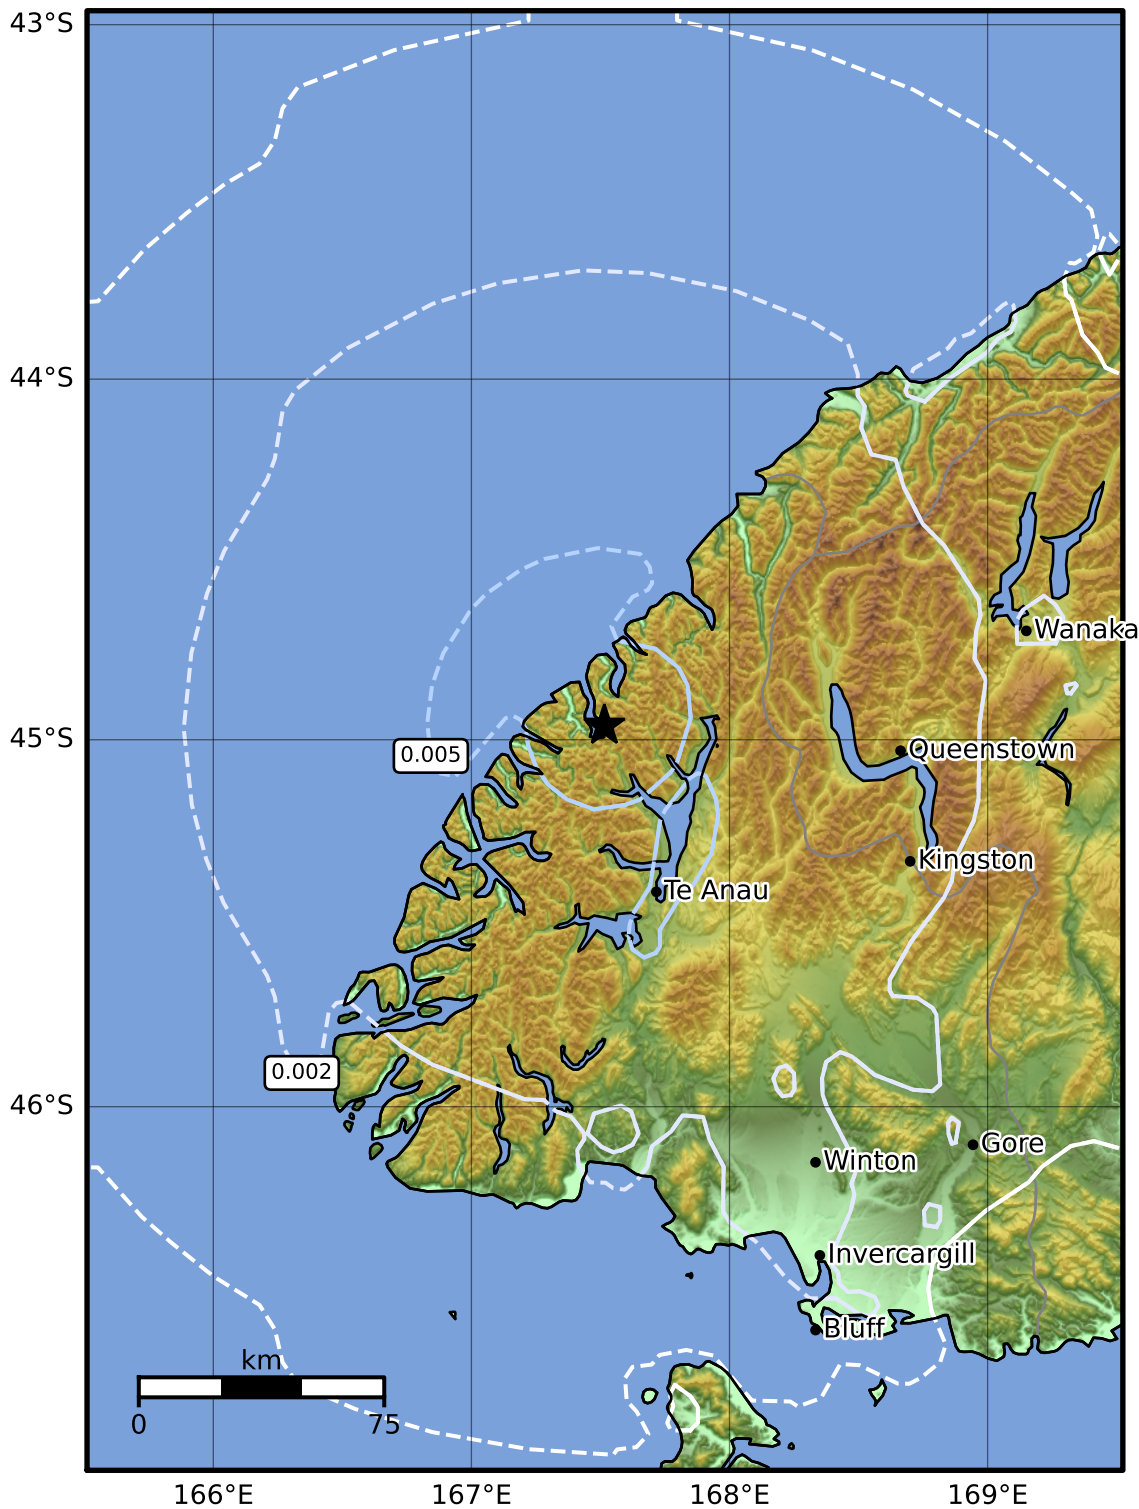 43°S
44°S
Wanaka
45°S
Queenstown
0.005
Kingston
Te Anau
0.002
46°S
Gore
Winton
Invercargill
Bluff
km
0 75
166°E 167°E 168°E 169°E